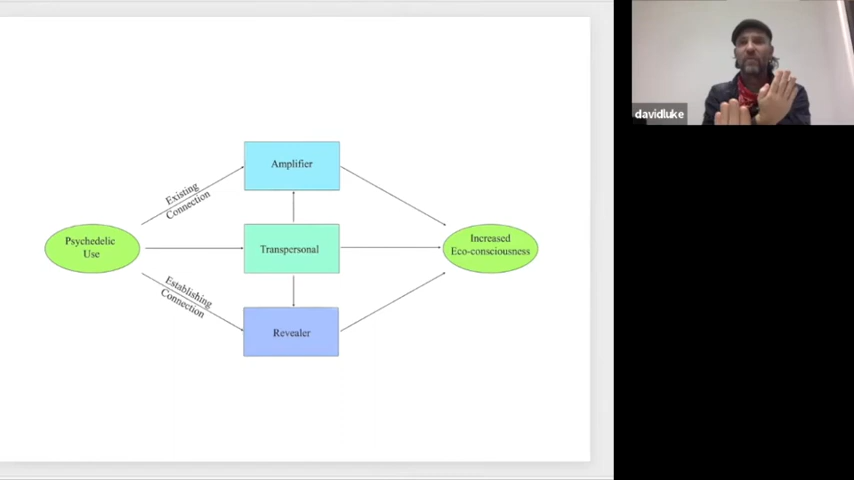 davidluke
Amplifier
Existing
Connection
Psychedelic
Use
Transpersonal
Increased
Eco-consciousness
Establishing
Connection
Revealer